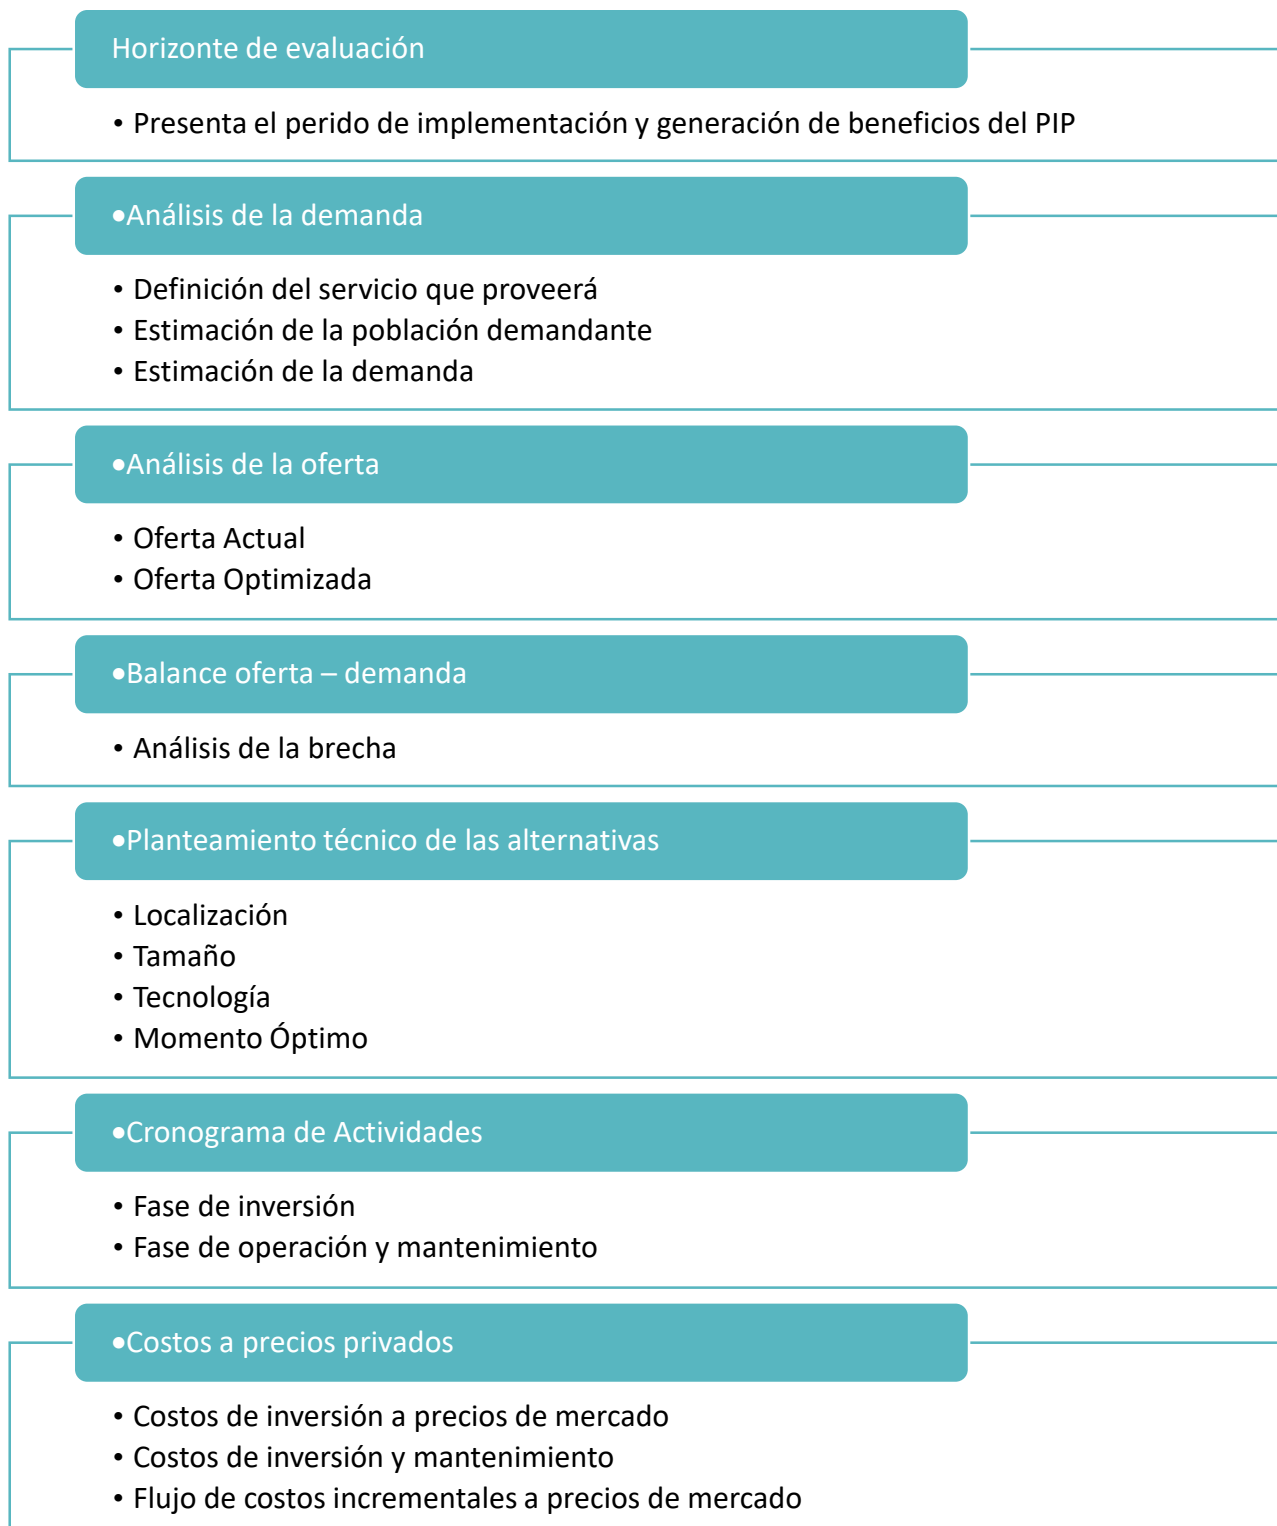 Horizonte de evaluación
• Presenta el perido de implementación y generación de beneficios del PIP
•Análisis de la demanda
• Definición del servicio que proveerá
• Estimación de la población demandante
• Estimación de la demanda
•Análisis de la oferta
• Oferta Actual
• Oferta Optimizada
•Balance oferta – demanda
• Análisis de la brecha
•Planteamiento técnico de las alternativas
• Localización
• Tamaño
• Tecnología
• Momento Óptimo
•Cronograma de Actividades
• Fase de inversión
• Fase de operación y mantenimiento
•Costos a precios privados
• Costos de inversión a precios de mercado
• Costos de inversión y mantenimiento
• Flujo de costos incrementales a precios de mercado